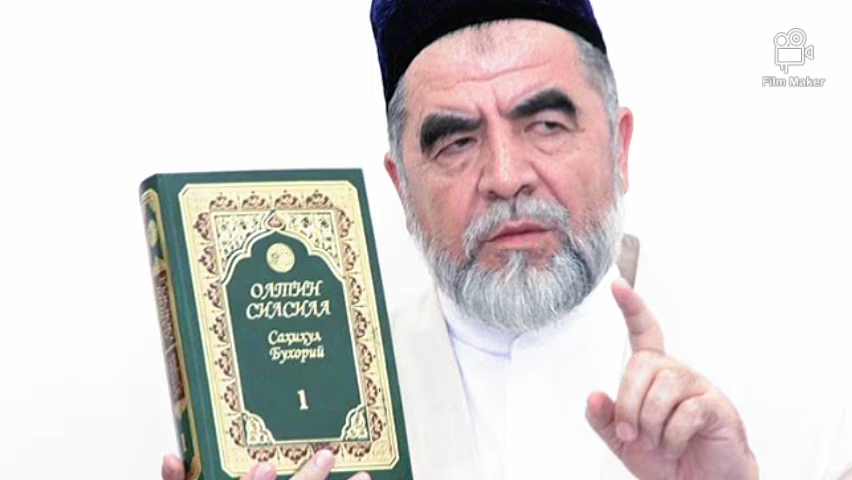 Film Maker
ОЛТИН
СИЛСИЛА
Саҳиҳул
Бухорий
1